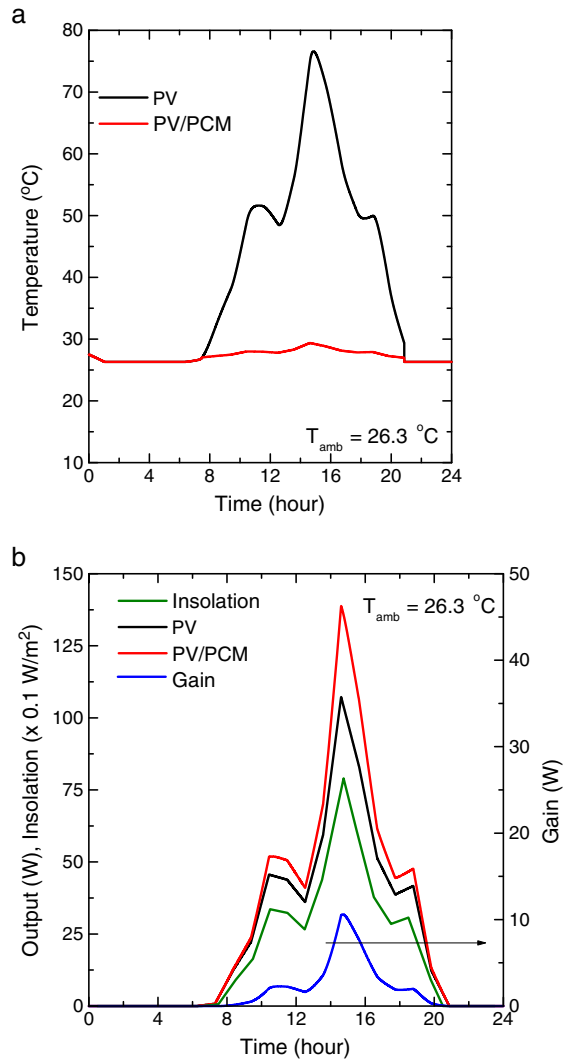 a
80
70
60
50
40
30
20
10
Temperature (°C)
PV
PV/PCM
T_amb = 26.3 °C
0 4 8 12 16 20 24
Time (hour)
b
150
125
100
75
50
25
0
Output (W), Insolation (x 0.1 W/m²)
Insolation
PV
PV/PCM
Gain
T_amb = 26.3 °C
50
40
30
20
10
0
Gain (W)
0 4 8 12 16 20 24
Time (hour)